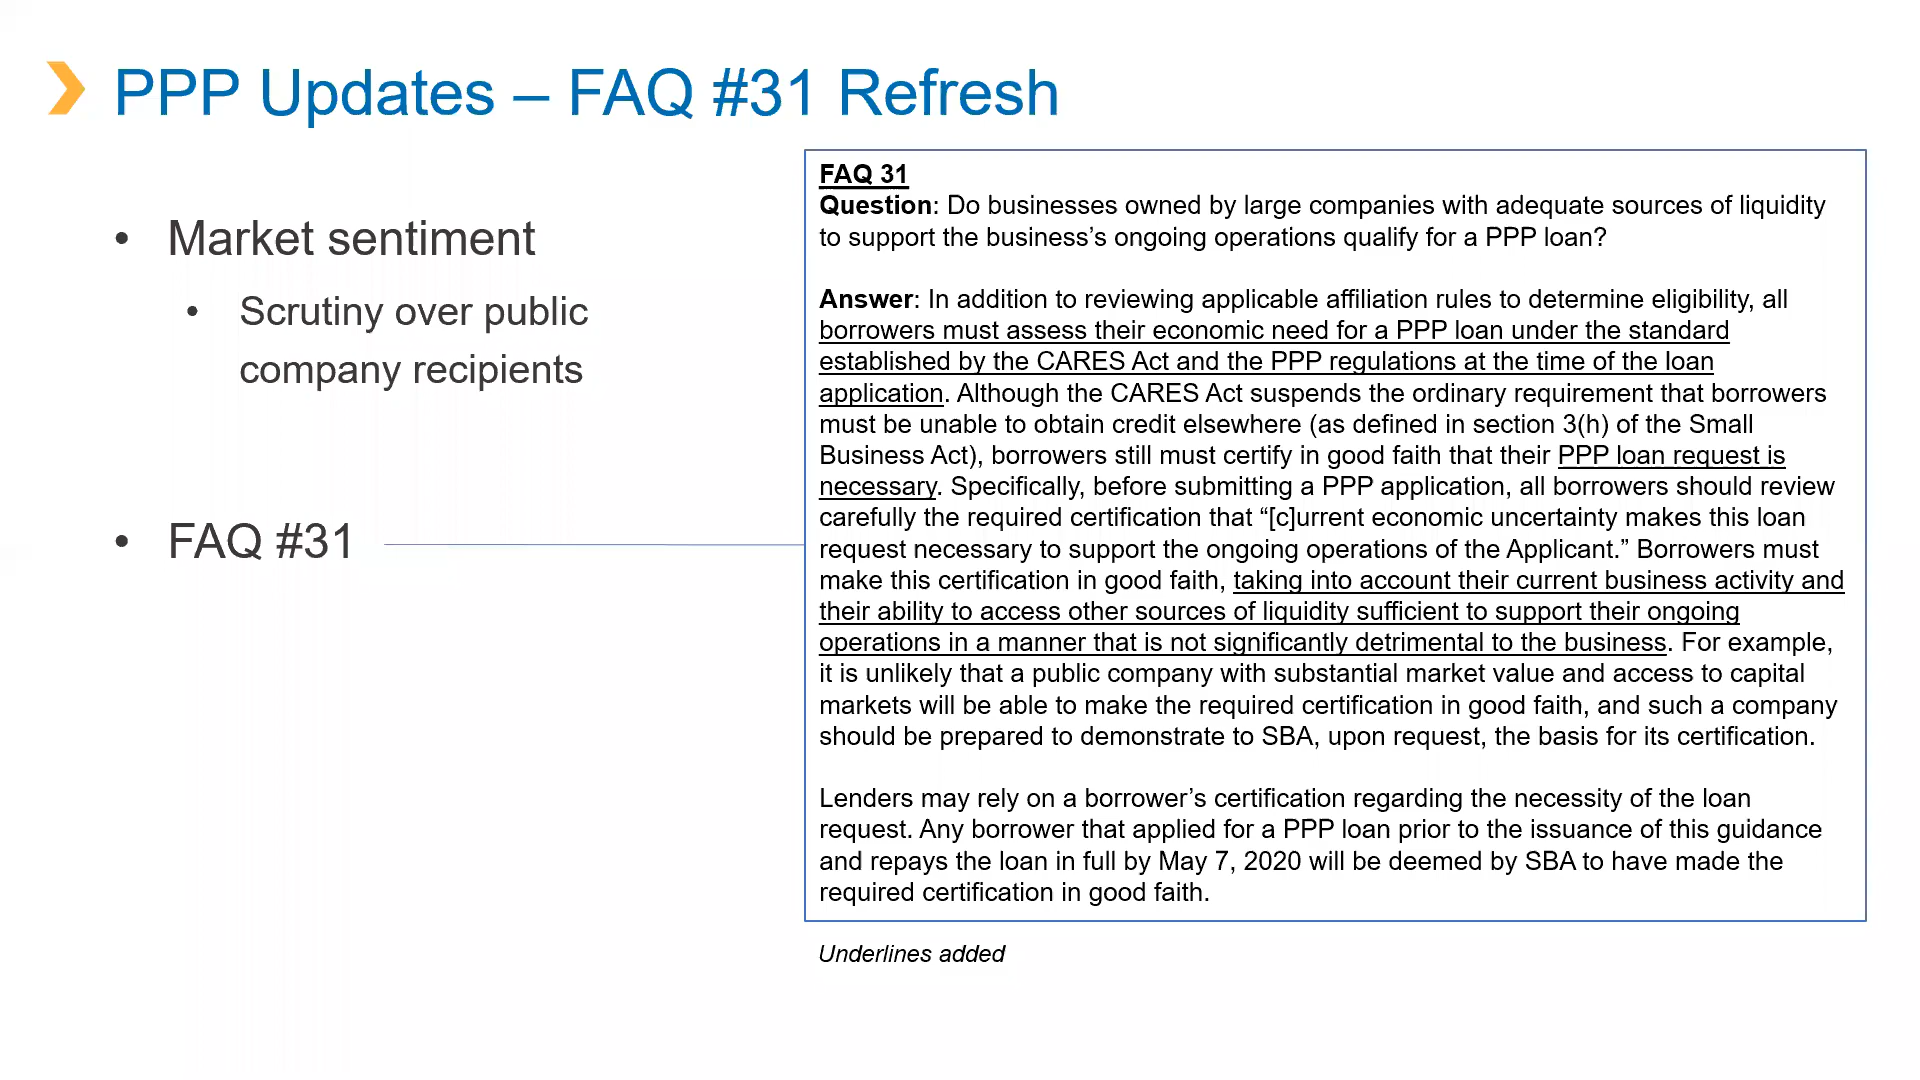 PPP Updates – FAQ #31 Refresh
• Market sentiment
• Scrutiny over public
company recipients
• FAQ #31
FAQ 31
Question: Do businesses owned by large companies with adequate sources of liquidity
to support the business’s ongoing operations qualify for a PPP loan?
Answer: In addition to reviewing applicable affiliation rules to determine eligibility, all
borrowers must assess their economic need for a PPP loan under the standard
established by the CARES Act and the PPP regulations at the time of the loan
application. Although the CARES Act suspends the ordinary requirement that borrowers
must be unable to obtain credit elsewhere (as defined in section 3(h) of the Small
Business Act), borrowers still must certify in good faith that their PPP loan request is
necessary. Specifically, before submitting a PPP application, all borrowers should review
carefully the required certification that “[c]urrent economic uncertainty makes this loan
request necessary to support the ongoing operations of the Applicant.” Borrowers must
make this certification in good faith, taking into account their current business activity and
their ability to access other sources of liquidity sufficient to support their ongoing
operations in a manner that is not significantly detrimental to the business. For example,
it is unlikely that a public company with substantial market value and access to capital
markets will be able to make the required certification in good faith, and such a company
should be prepared to demonstrate to SBA, upon request, the basis for its certification.
Lenders may rely on a borrower’s certification regarding the necessity of the loan
request. Any borrower that applied for a PPP loan prior to the issuance of this guidance
and repays the loan in full by May 7, 2020 will be deemed by SBA to have made the
required certification in good faith.
Underlines added